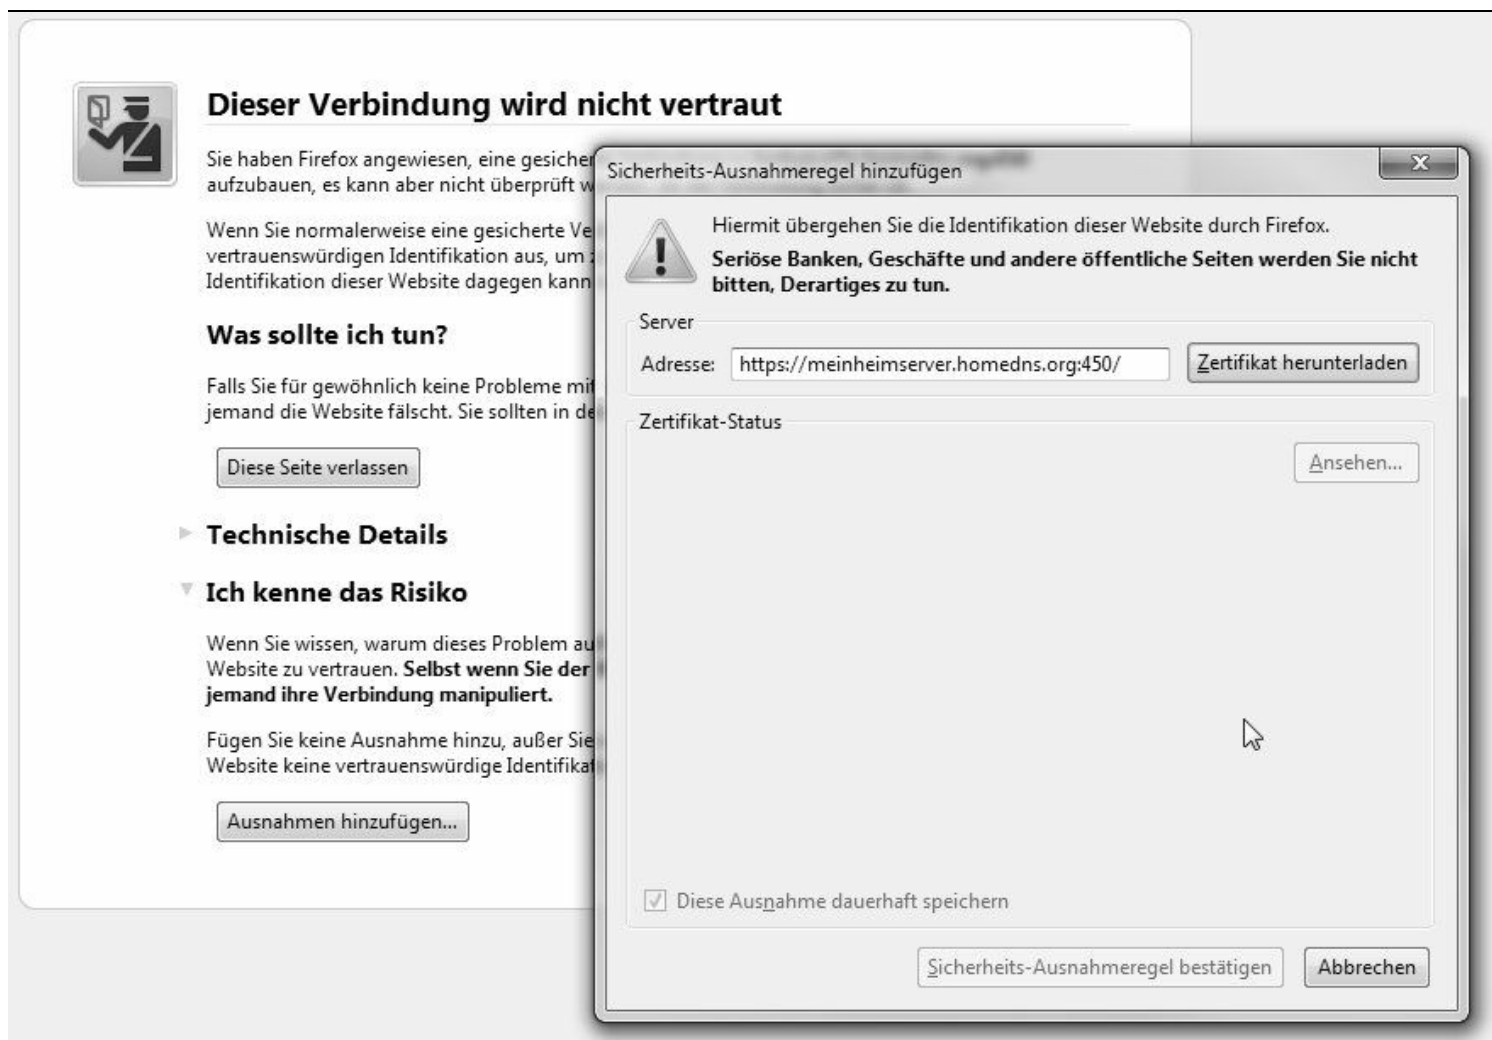 Dieser Verbindung wird nicht vertraut
Sie haben Firefox angewiesen, eine
aufzubauen, es kann aber nicht überprüft
Wenn Sie normalerweise eine gesicherte
vertrauenswürdigen Identifikation aus, um
Identifikation dieser Website dagegen kann
Was sollte ich tun?
Falls Sie für gewöhnlich keine Probleme mit
jemand die Website fälscht. Sie sollten in
Diese Seite verlassen
Technische Details
Ich kenne das Risiko
Wenn Sie wissen, warum dieses Problem
Website zu vertrauen. Selbst wenn Sie der
jemand ihre Verbindung manipuliert.
Fügen Sie keine Ausnahme hinzu, außer Sie
Website keine vertrauenswürdige
Ausnahmen hinzufügen...
Sicherheits-Ausnahmeregel hinzufügen
Hiermit übergehen Sie die Identifikation dieser Website durch Firefox.
Seriöse Banken, Geschäfte und andere öffentliche Seiten werden Sie nicht
bitten, Derartiges zu tun.
Server
Adresse: https://meinheimserver.homedns.org:450/ Zertifikat herunterladen
Zertifikat-Status
Ansehen...
Diese Ausnahme dauerhaft speichern
Sicherheits-Ausnahmeregel bestätigen Abbrechen